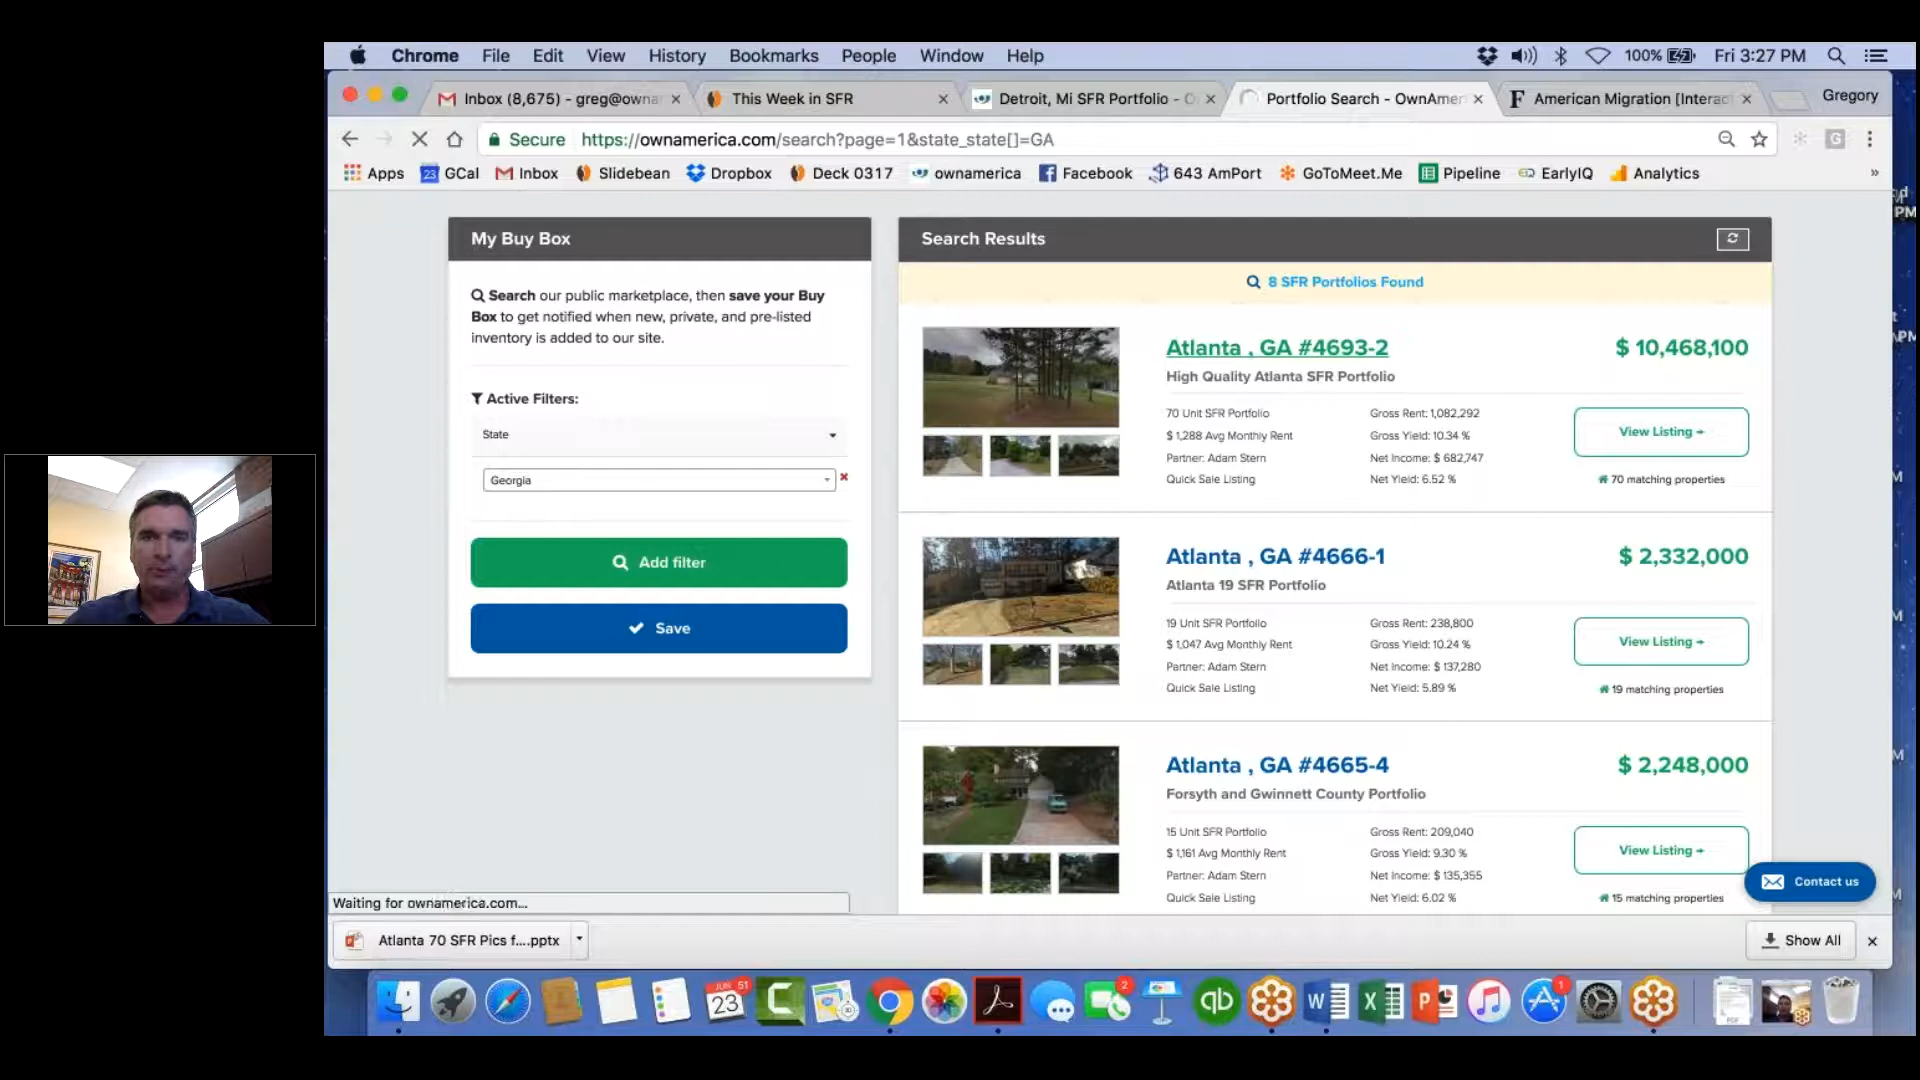 Chrome File Edit View History Bookmarks People Window Help 100% Fri 3:27 PM
Inbox (8,675) - greg@owna This Week in SFR Detroit, Mi SFR Portfolio - O Portfolio Search - OwnAmer American Migration [Interac Gregory
Secure https://ownamerica.com/search?page=1&state_state[]=GA
Apps GCal Inbox Slidebean Dropbox Deck 0317 ownamerica Facebook 643 AmPort GoToMeet.Me Pipeline EarlyIQ Analytics »
My Buy Box
Search our public marketplace, then save your Buy
Box to get notified when new, private, and pre-listed
inventory is added to our site.
Active Filters:
State
Georgia
Add filter
Save
Search Results
8 SFR Portfolios Found
Atlanta , GA #4693-2 $ 10,468,100
High Quality Atlanta SFR Portfolio
70 Unit SFR Portfolio Gross Rent: 1,082,292
$ 1,288 Avg Monthly Rent Gross Yield: 10.34 %
View Listing
Partner: Adam Stern Net Income: $ 682,747
Quick Sale Listing Net Yield: 6.52 % 70 matching properties
Atlanta , GA #4666-1 $ 2,332,000
Atlanta 19 SFR Portfolio
19 Unit SFR Portfolio Gross Rent: 238,800
$ 1,047 Avg Monthly Rent Gross Yield: 10.24 %
View Listing
Partner: Adam Stern Net Income: $ 137,280
Quick Sale Listing Net Yield: 5.89 % 19 matching properties
Atlanta , GA #4665-4 $ 2,248,000
Forsyth and Gwinnett County Portfolio
15 Unit SFR Portfolio Gross Rent: 209,040
$ 1,161 Avg Monthly Rent Gross Yield: 9.30 %
View Listing
Partner: Adam Stern Net Income: $ 135,355
Quick Sale Listing Net Yield: 6.02 % 15 matching properties
Contact us
Waiting for ownamerica.com...
Atlanta 70 SFR Pics f....pptx Show All
JUN 23 51 2 1